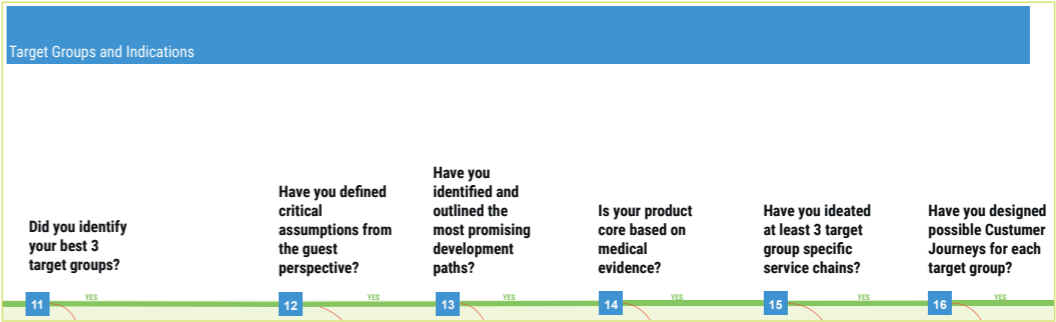 Target Groups and Indications
Did you identify
your best 3
target groups?
Have you defined
critical
assumptions from
the guest
perspective?
Have you
identified and
outlined the
most promising
development
paths?
Is your product
core based on
medical
evidence?
Have you ideated
at least 3 target
group specific
service chains?
Have you designed
possible Custumer
Journeys for each
target group?
11
YES
12
YES
13
YES
14
YES
15
YES
16
YES